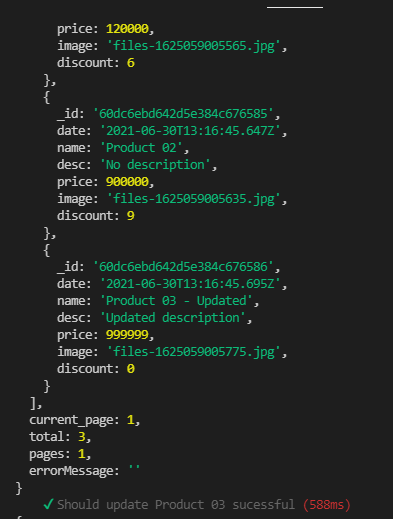 price: 120000,
image: 'files-1625059005565.jpg',
discount: 6
},
{
_id: '60dc6ebd642d5e384c676585',
date: '2021-06-30T13:16:45.647Z',
name: 'Product 02',
desc: 'No description',
price: 900000,
image: 'files-1625059005635.jpg',
discount: 9
},
{
_id: '60dc6ebd642d5e384c676586',
date: '2021-06-30T13:16:45.695Z',
name: 'Product 03 - Updated',
desc: 'Updated description',
price: 999999,
image: 'files-1625059005775.jpg',
discount: 0
}
],
current_page: 1,
total: 3,
pages: 1,
errorMessage: ''
}
✓ Should update Product 03 sucessful (588ms)
{